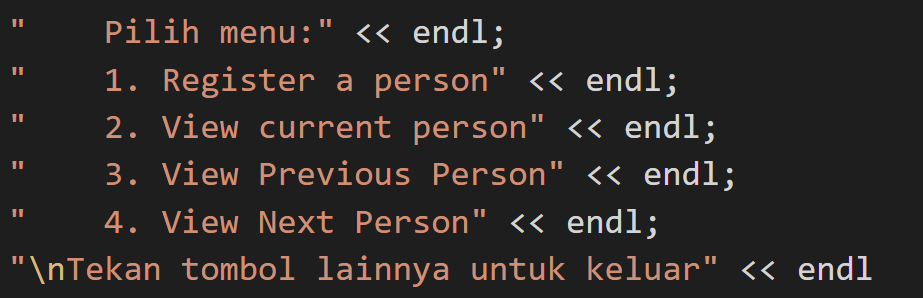 "    Pilih menu:" << endl;
"    1. Register a person" << endl;
"    2. View current person" << endl;
"    3. View Previous Person" << endl;
"    4. View Next Person" << endl;
"\nTekan tombol lainnya untuk keluar" << endl